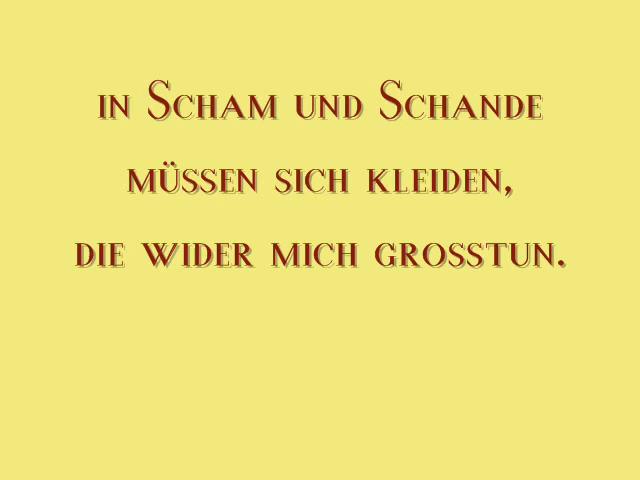 in Scham und Schande
müssen sich kleiden,
die wider mich grosstun.